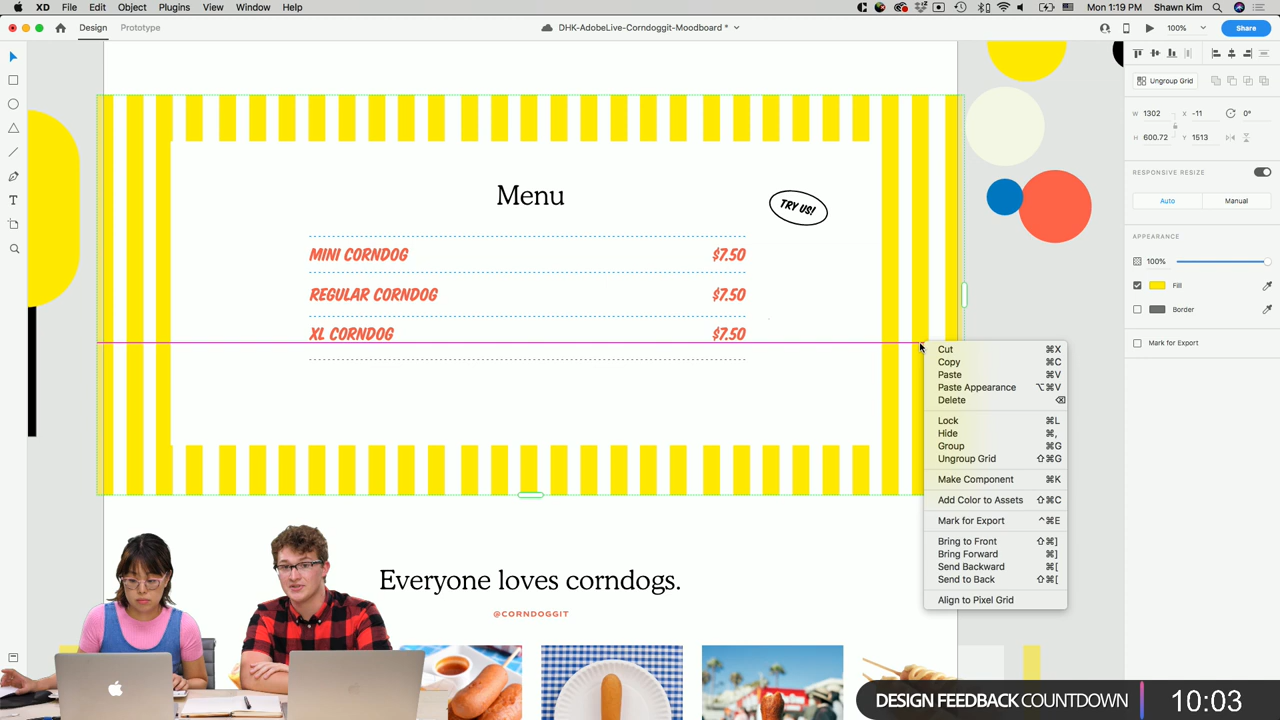 XD File Edit Object Plugins View Window Help
Mon 1:19 PM Shawn Kim
Design Prototype
DHK-AdobeLive-Corndoggit-Moodboard *
100%
Share
Ungroup Grid
W 1302 X -11 0°
H 600.72 Y 1513
RESPONSIVE RESIZE
Auto Manual
APPEARANCE
100%
Fill
Border
Mark for Export
Menu
TRY US!
MINI CORNDOG $7.50
REGULAR CORNDOG $7.50
XL CORNDOG $7.50
Cut ⌘X
Copy ⌘C
Paste ⌘V
Paste Appearance ⌥⌘V
Delete ⌫
Lock ⌘L
Hide ⌘,
Group ⌘G
Ungroup Grid ⇧⌘G
Make Component ⌘K
Add Color to Assets ⇧⌘C
Mark for Export ^⌘E
Bring to Front ⇧⌘]
Bring Forward ⌘]
Send Backward ⌘[
Send to Back ⇧⌘[
Align to Pixel Grid
Everyone loves corndogs.
@CORNDOGGIT
DESIGN FEEDBACK COUNTDOWN 10:03